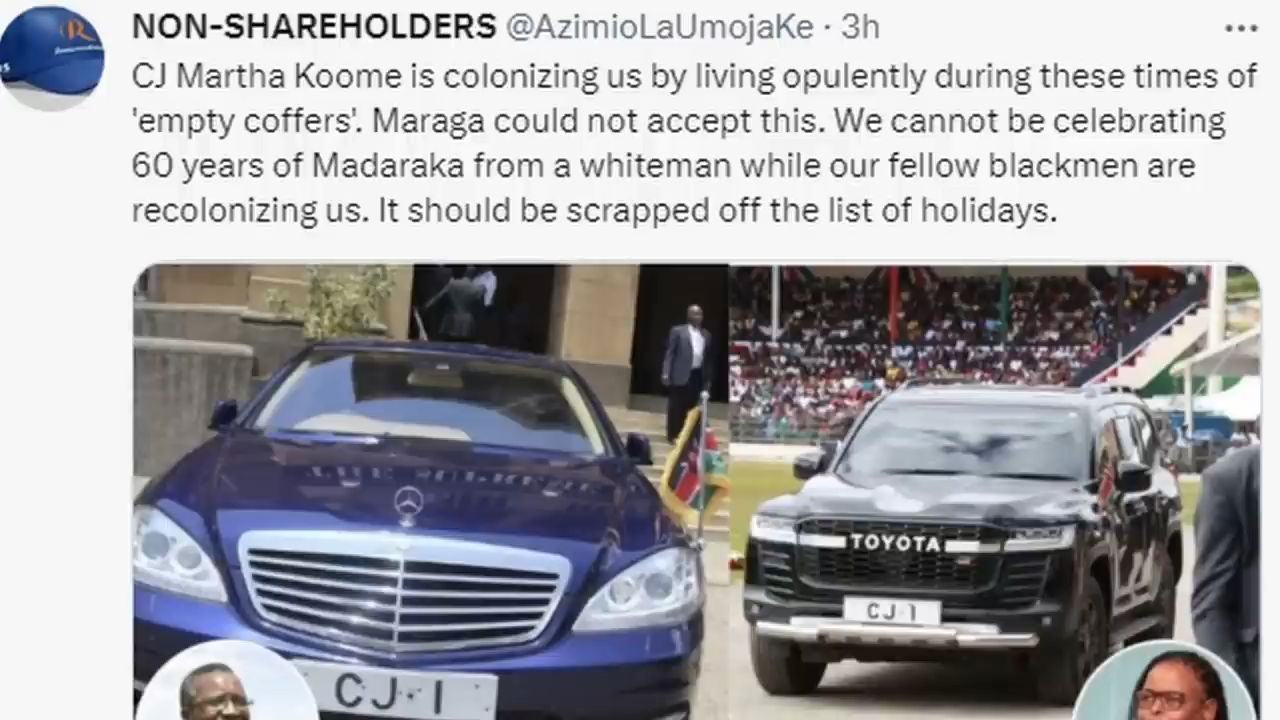 NON-SHAREHOLDERS @AzimioLaUmojaKe · 3h
CJ Martha Koome is colonizing us by living opulently during these times of
'empty coffers'. Maraga could not accept this. We cannot be celebrating
60 years of Madaraka from a whiteman while our fellow blackmen are
recolonizing us. It should be scrapped off the list of holidays.
TOYOTA
CJ·1
CJ·1